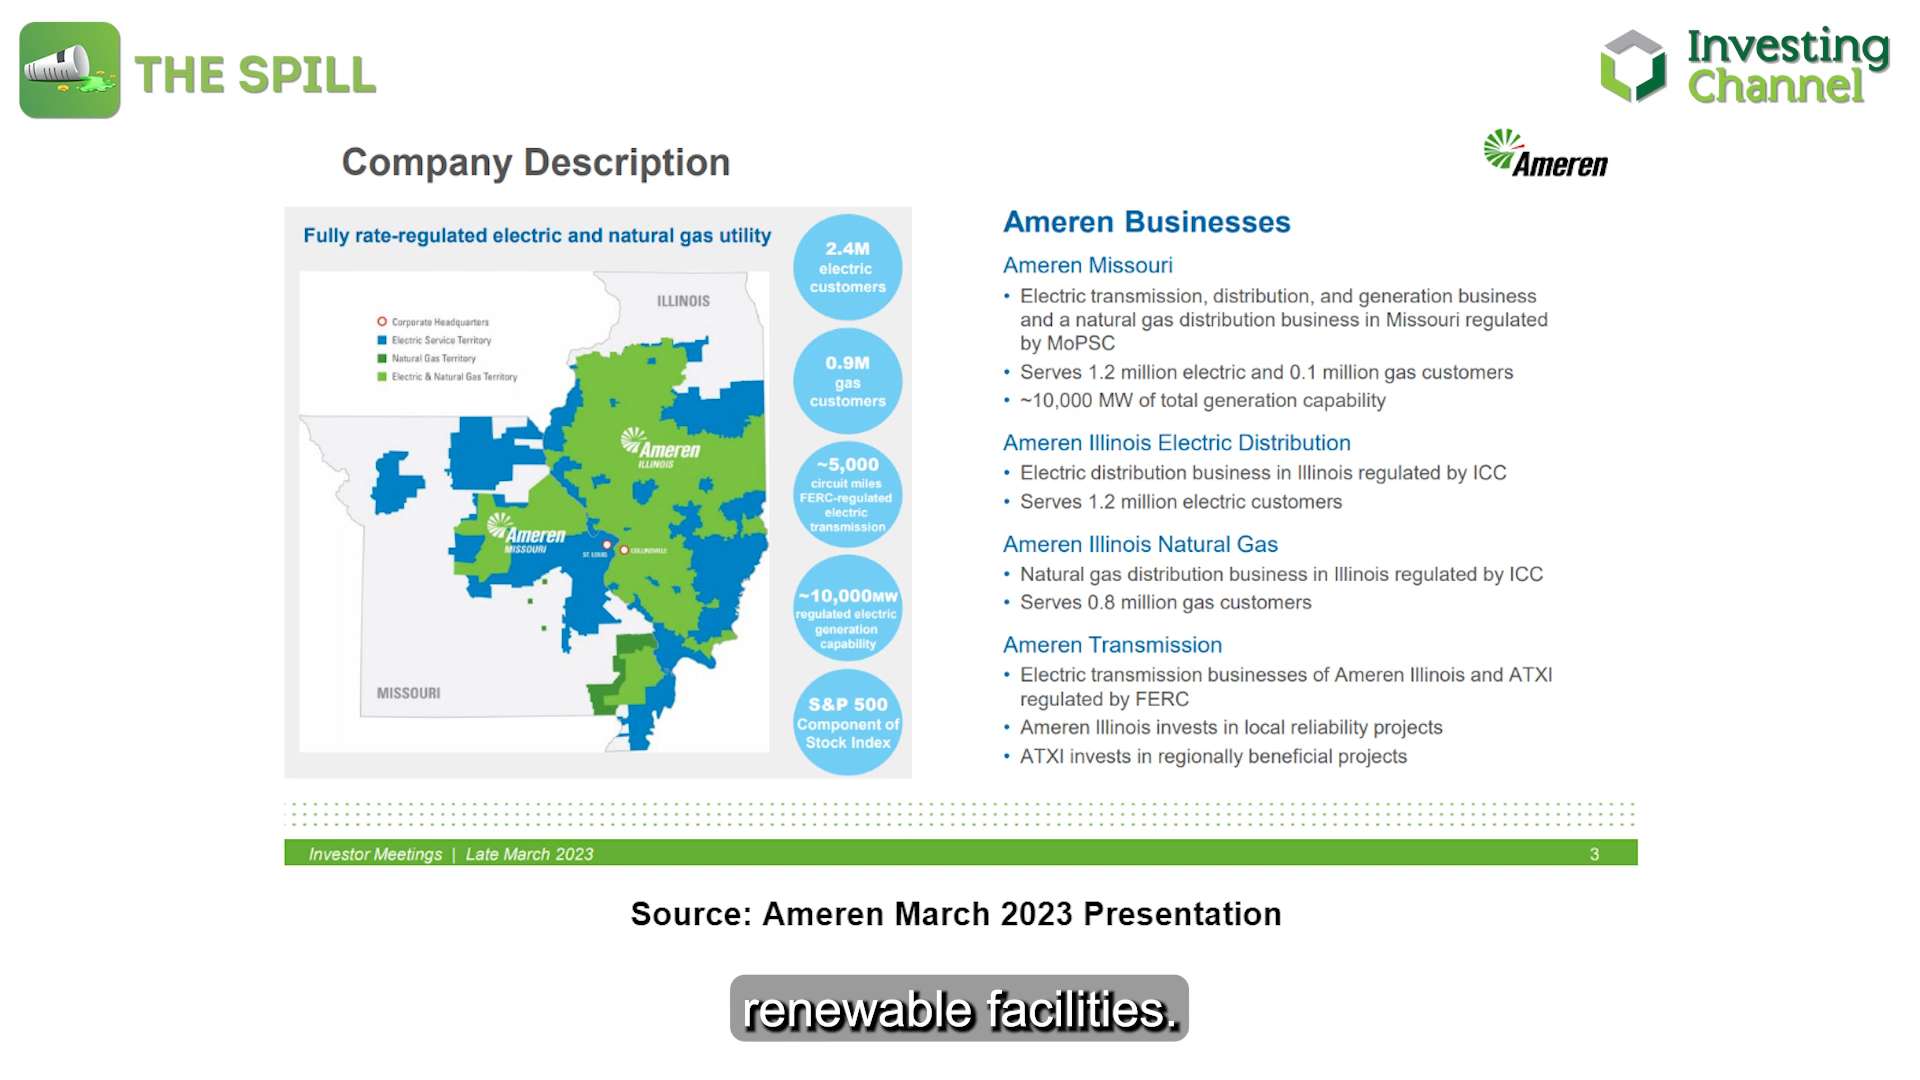 THE SPILL
Investing
Channel
Company Description
Ameren
Fully rate-regulated electric and natural gas utility
ILLINOIS
Corporate Headquarters
Electric Service Territory
Natural Gas Territory
Electric & Natural Gas Territory
Ameren
ILLINOIS
Ameren
MISSOURI
ST. LOUIS
COLLINSVILLE
MISSOURI
2.4M
electric
customers
0.9M
gas
customers
~5,000
circuit miles
FERC-regulated
electric
transmission
~10,000MW
regulated electric
generation
capability
S&P 500
Component of
Stock Index
Ameren Businesses
Ameren Missouri
• Electric transmission, distribution, and generation business
and a natural gas distribution business in Missouri regulated
by MoPSC
• Serves 1.2 million electric and 0.1 million gas customers
• ~10,000 MW of total generation capability
Ameren Illinois Electric Distribution
• Electric distribution business in Illinois regulated by ICC
• Serves 1.2 million electric customers
Ameren Illinois Natural Gas
• Natural gas distribution business in Illinois regulated by ICC
• Serves 0.8 million gas customers
Ameren Transmission
• Electric transmission businesses of Ameren Illinois and ATXI
regulated by FERC
• Ameren Illinois invests in local reliability projects
• ATXI invests in regionally beneficial projects
Investor Meetings | Late March 2023
3
Source: Ameren March 2023 Presentation
renewable facilities.